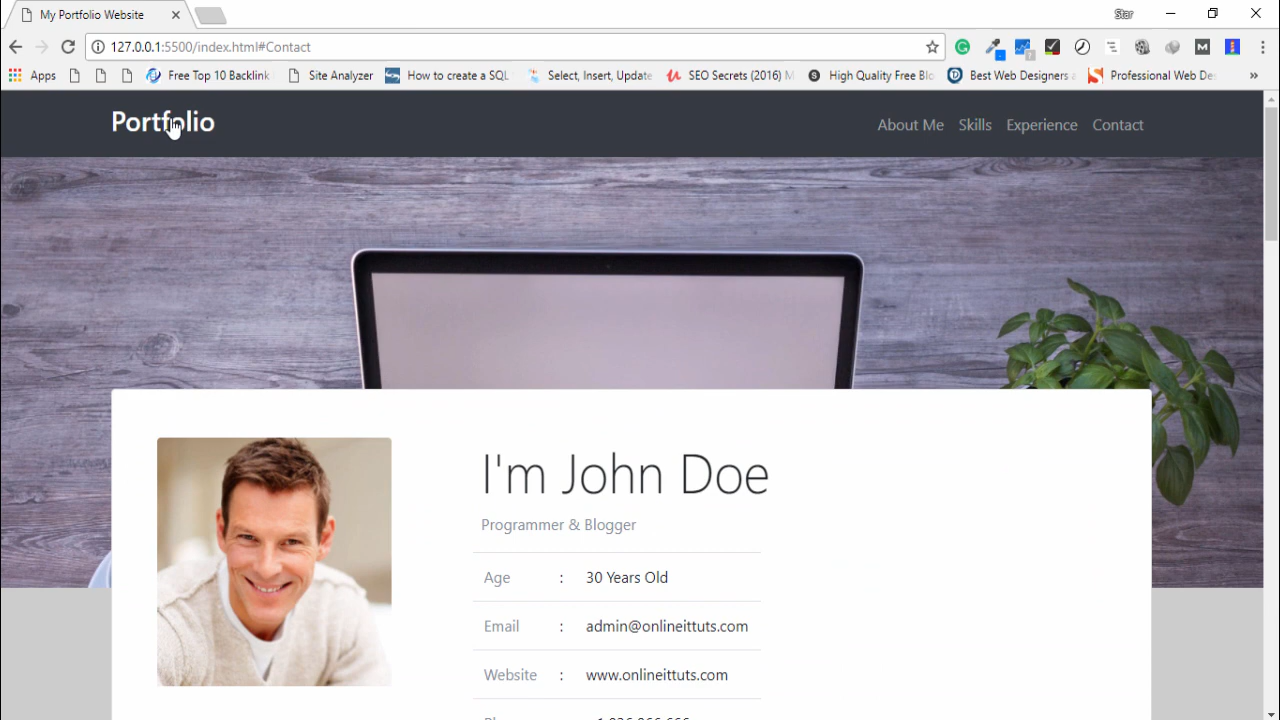 My Portfolio Website
Star
127.0.0.1:5500/index.html#Contact
Apps
Free Top 10 Backlink
Site Analyzer
How to create a SQL
Select, Insert, Update
SEO Secrets (2016) M
High Quality Free Blo
Best Web Designers
Professional Web De
Portfolio
About Me Skills Experience Contact
I'm John Doe
Programmer & Blogger
Age : 30 Years Old
Email : admin@onlineittuts.com
Website : www.onlineittuts.com